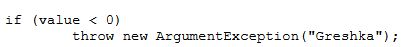 if (value < 0)
        throw new ArgumentException("Greshka");